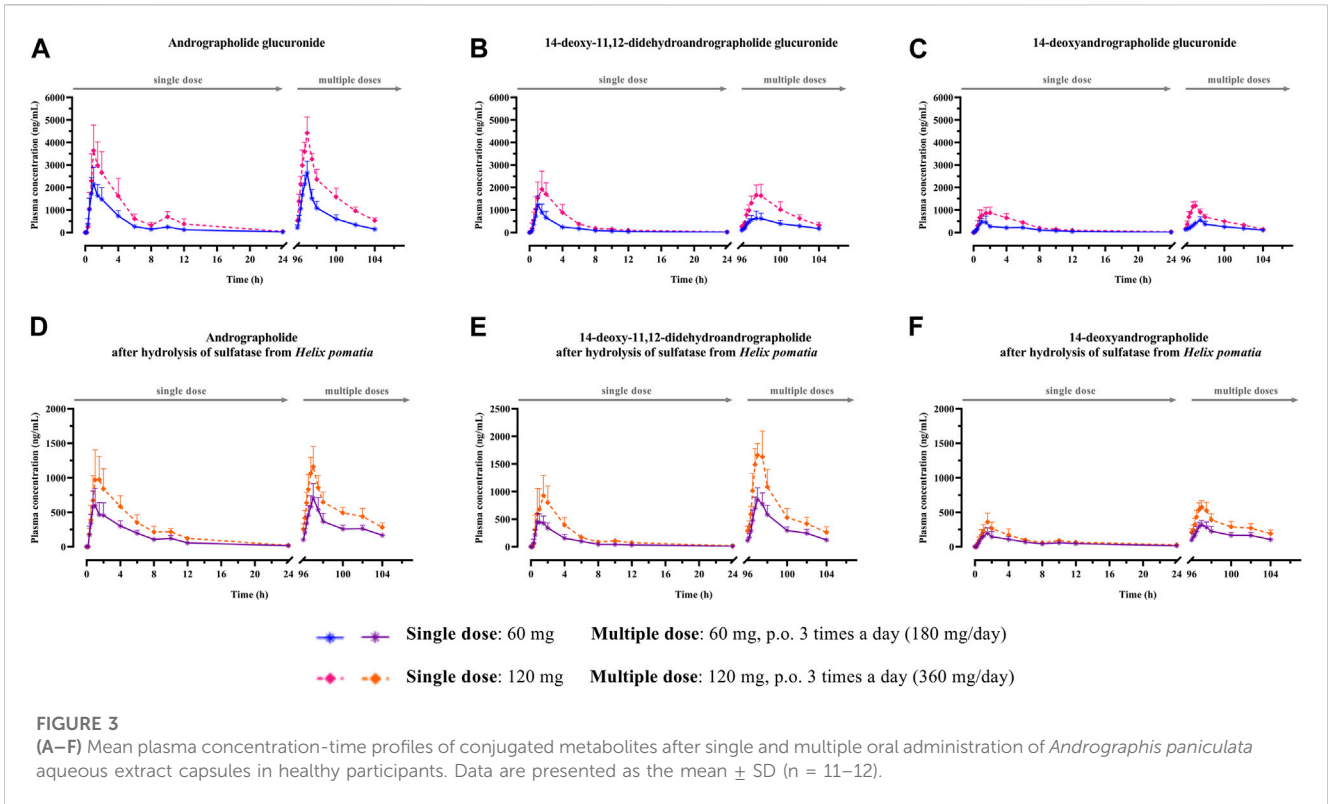 A
Andrographolide glucuronide
single dose
multiple doses
Plasma concentration (ng/mL)
6000
5000
4000
3000
2000
1000
0
0 4 8 12 24 96 100 104
Time (h)
B
14-deoxy-11,12-didehydroandrographolide glucuronide
single dose
multiple doses
Plasma concentration (ng/mL)
6000
5000
4000
3000
2000
1000
0
0 4 8 12 24 96 100 104
Time (h)
C
14-deoxyandrographolide glucuronide
single dose
multiple doses
Plasma concentration (ng/mL)
6000
5000
4000
3000
2000
1000
0
0 4 8 12 24 96 100 104
Time (h)
D
Andrographolide
after hydrolysis of sulfatase from Helix pomatia
single dose
multiple doses
Plasma concentration (ng/mL)
2000
1500
1000
500
0
0 4 8 12 24 96 100 104
Time (h)
E
14-deoxy-11,12-didehydroandrographolide
after hydrolysis of sulfatase from Helix pomatia
single dose
multiple doses
Plasma concentration (ng/mL)
2500
2000
1500
1000
500
0
0 4 8 12 24 96 100 104
Time (h)
F
14-deoxyandrographolide
after hydrolysis of sulfatase from Helix pomatia
single dose
multiple doses
Plasma concentration (ng/mL)
2000
1500
1000
500
0
0 4 8 12 24 96 100 104
Time (h)
Single dose: 60 mg Multiple dose: 60 mg, p.o. 3 times a day (180 mg/day)
Single dose: 120 mg Multiple dose: 120 mg, p.o. 3 times a day (360 mg/day)
FIGURE 3
(A–F) Mean plasma concentration-time profiles of conjugated metabolites after single and multiple oral administration of Andrographis paniculata
aqueous extract capsules in healthy participants. Data are presented as the mean ± SD (n = 11–12).